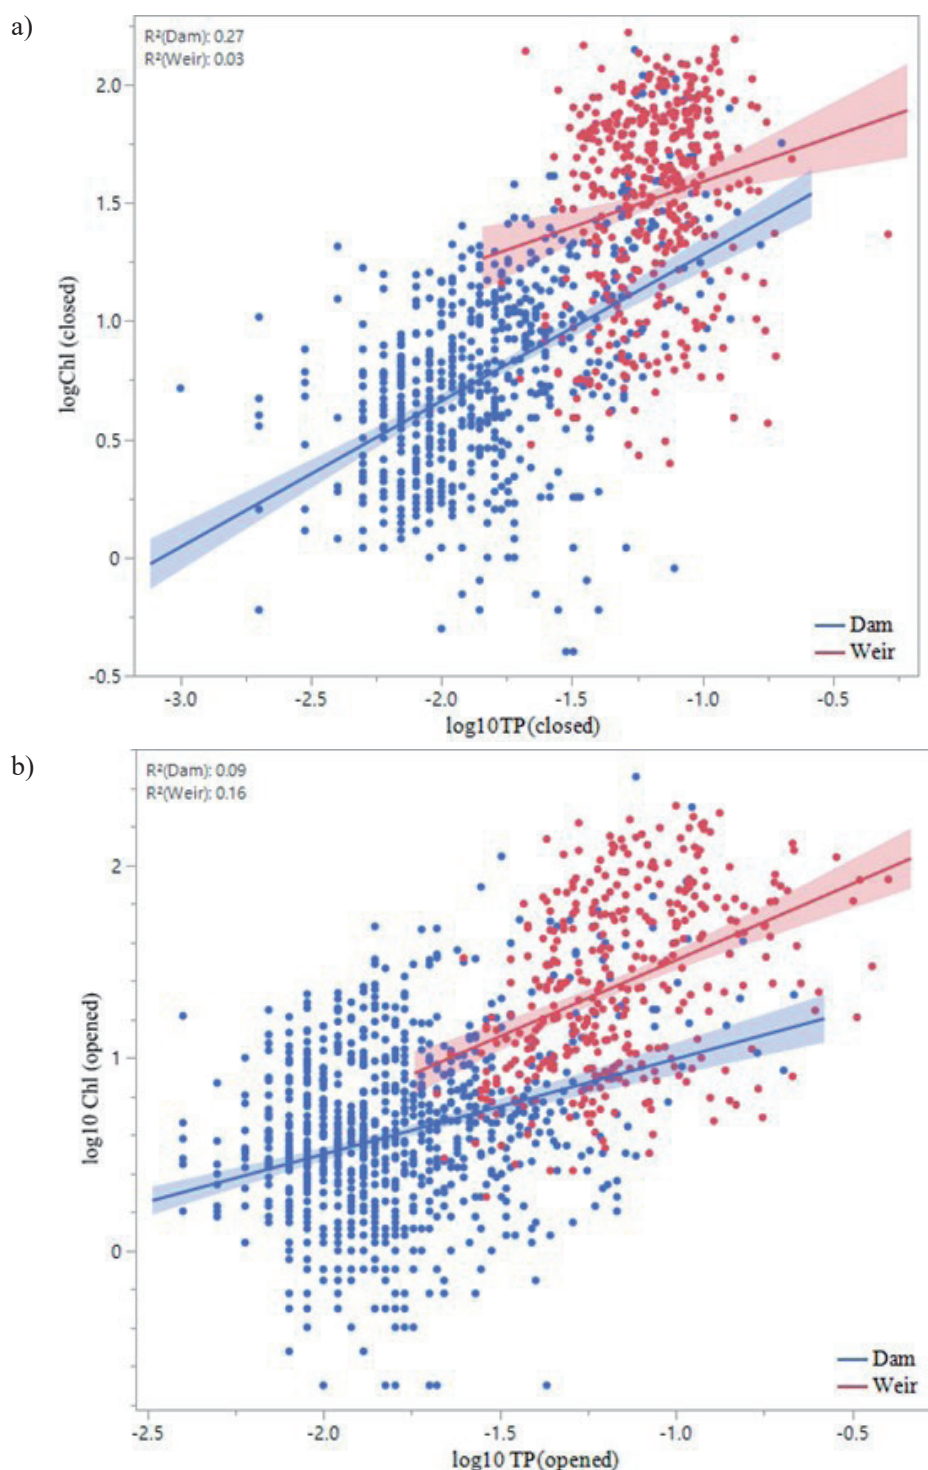 a)
R²(Dam): 0.27
R²(Weir): 0.03
2.0
1.5
1.0
0.5
0
-0.5
logChl (closed)
Dam
Weir
-3.0 -2.5 -2.0 -1.5 -1.0 -0.5
log10TP(closed)
b)
R²(Dam): 0.09
R²(Weir): 0.16
2
1
0
log10 Chl (opened)
Dam
Weir
-2.5 -2.0 -1.5 -1.0 -0.5
log10 TP(opened)